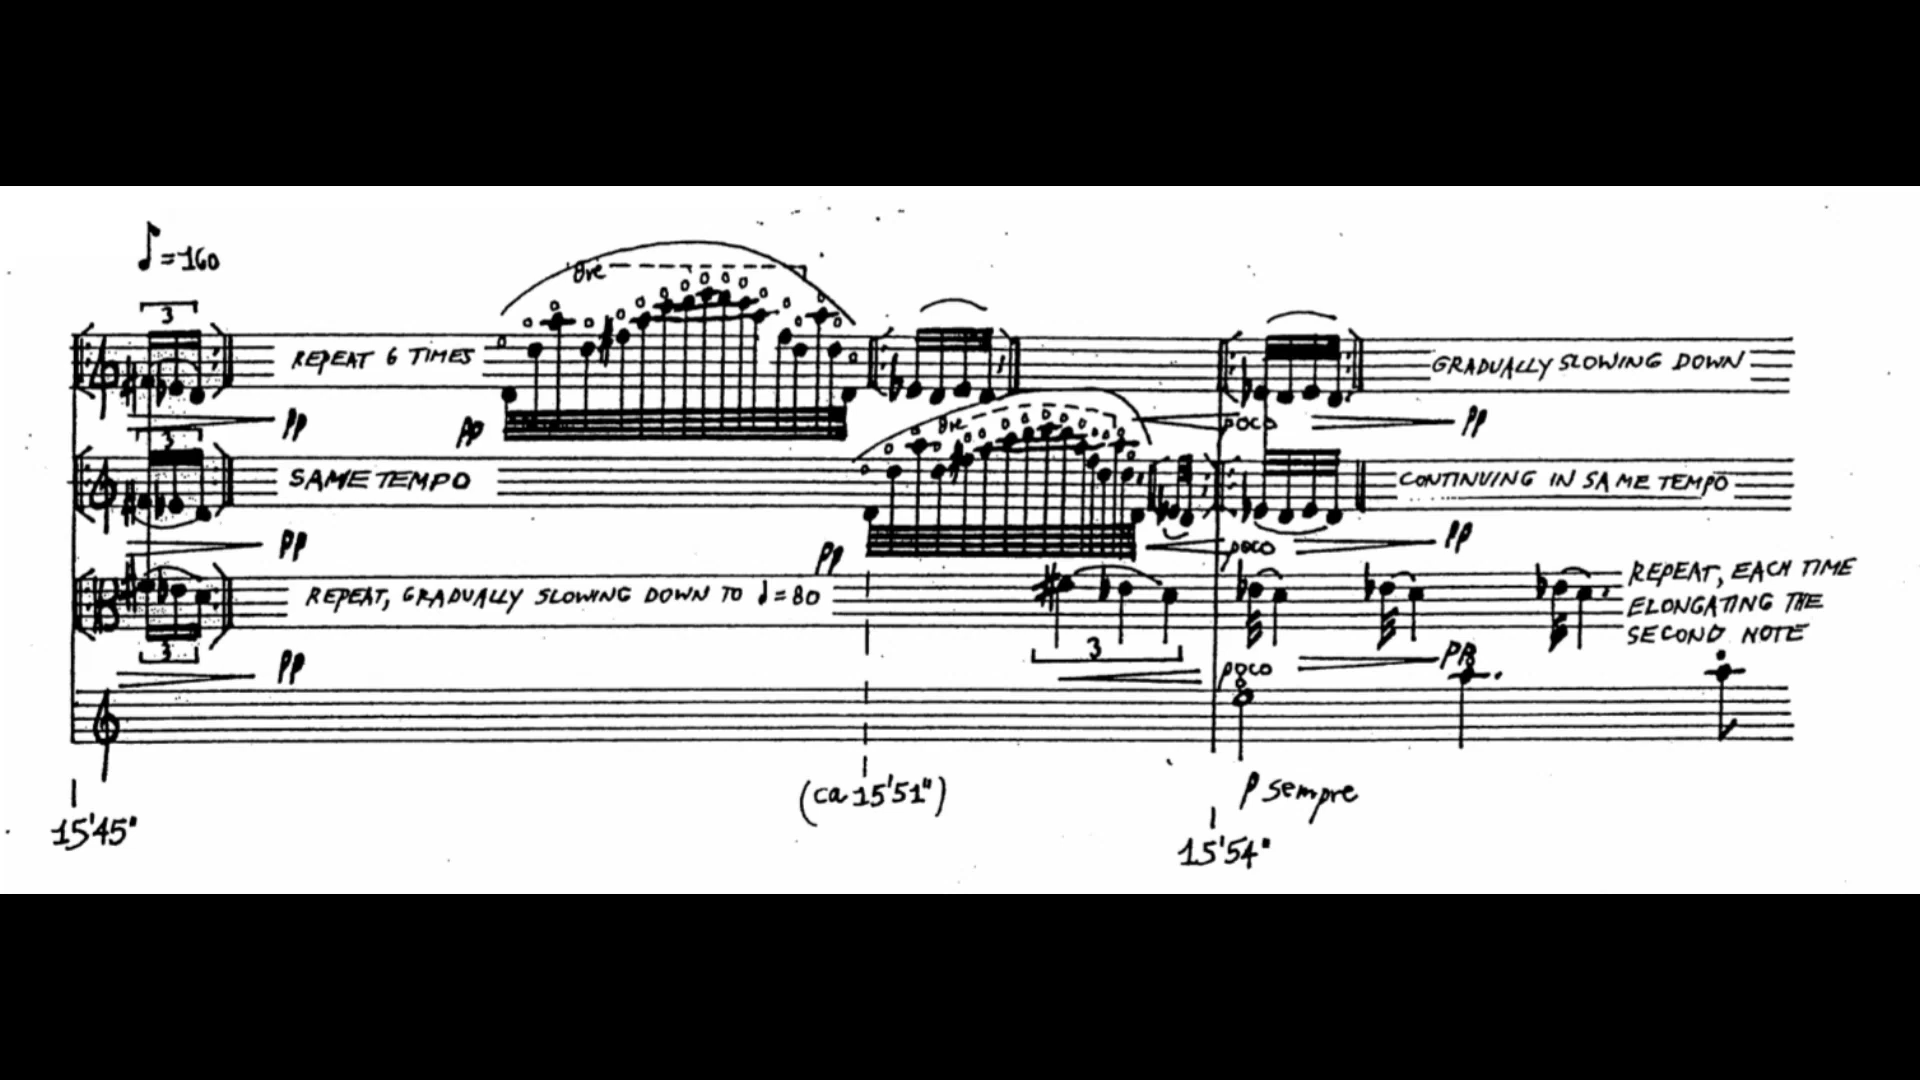 ♪=160
3
8ve
REPEAT 6 TIMES
pp
pp
poco
pp
GRADUALLY SLOWING DOWN
3
8ve
SAME TEMPO
pp
pp
poco
pp
CONTINUING IN SAME TEMPO
REPEAT, GRADUALLY SLOWING DOWN TO ♩=80
3
pp
3
poco
pp
REPEAT, EACH TIME
ELONGATING THE
SECOND NOTE
p sempre
15'45"
(ca 15'51")
15'54"